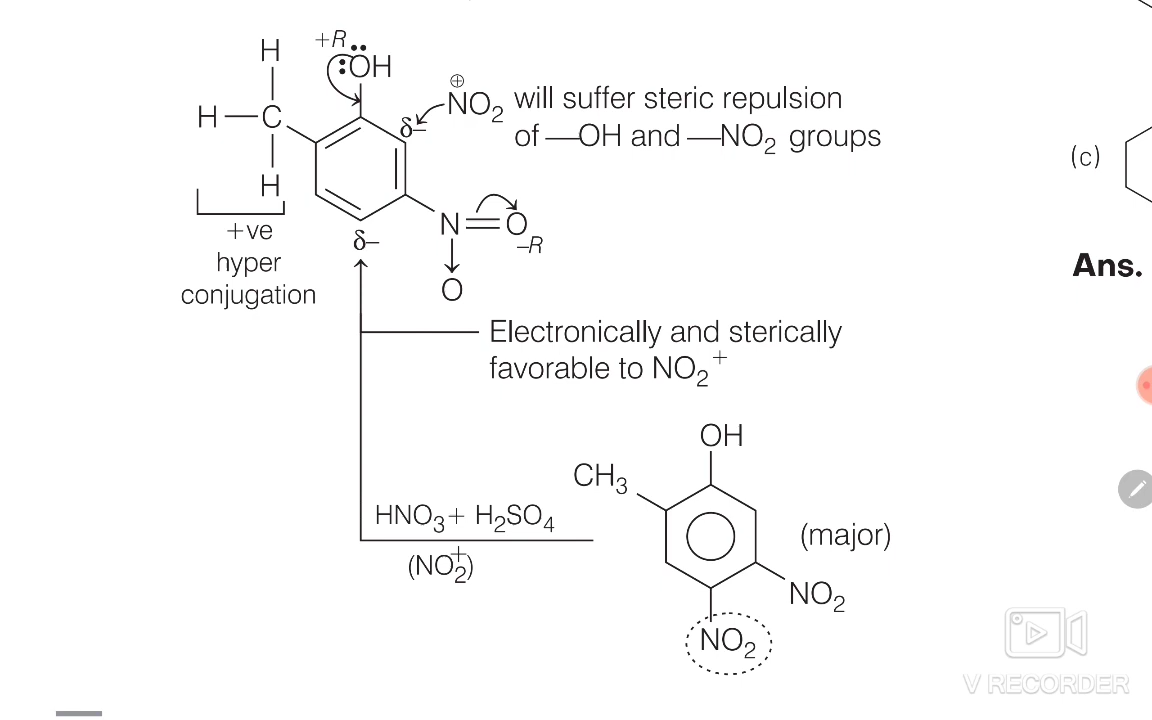 H
+R
:ÖH
⊕
NO₂ will suffer steric repulsion
H—C
δ–
of —OH and —NO₂ groups
(c)
H
N=O
–R
+ve
δ–
hyper
conjugation
O
Ans.
Electronically and sterically
favorable to NO₂⁺
OH
CH₃
HNO₃+ H₂SO₄
(NO₂⁺)
(major)
NO₂
NO₂
V RECORDER